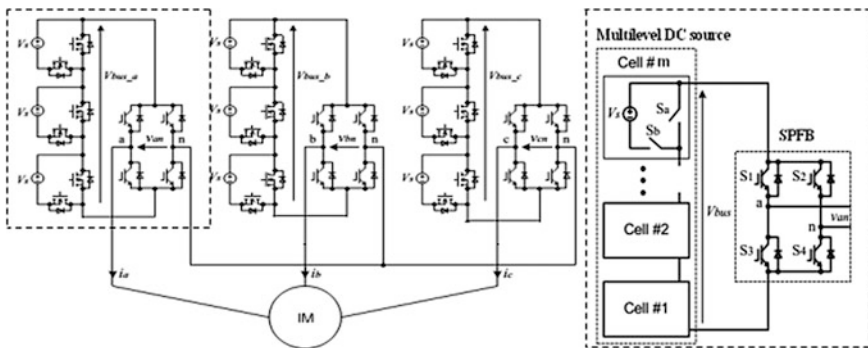 Vs
Vs
Vs
Vbus_a
a
van
n
Vs
Vs
Vs
Vbus_b
b
vbn
n
Vs
Vs
Vs
Vbus_c
c
vcn
n
ia
ib
ic
IM
Multilevel DC source
Cell # m
Vs
Sa
Sb
Cell #2
Cell #1
Vbus
SPFB
S1
S2
a
van
n
S3
S4